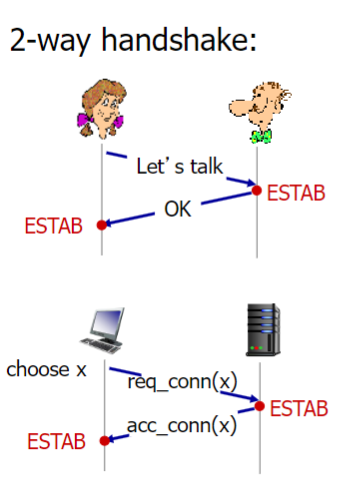 2-way handshake:
Let's talk
ESTAB
OK
ESTAB
choose x
req_conn(x)
ESTAB
acc_conn(x)
ESTAB